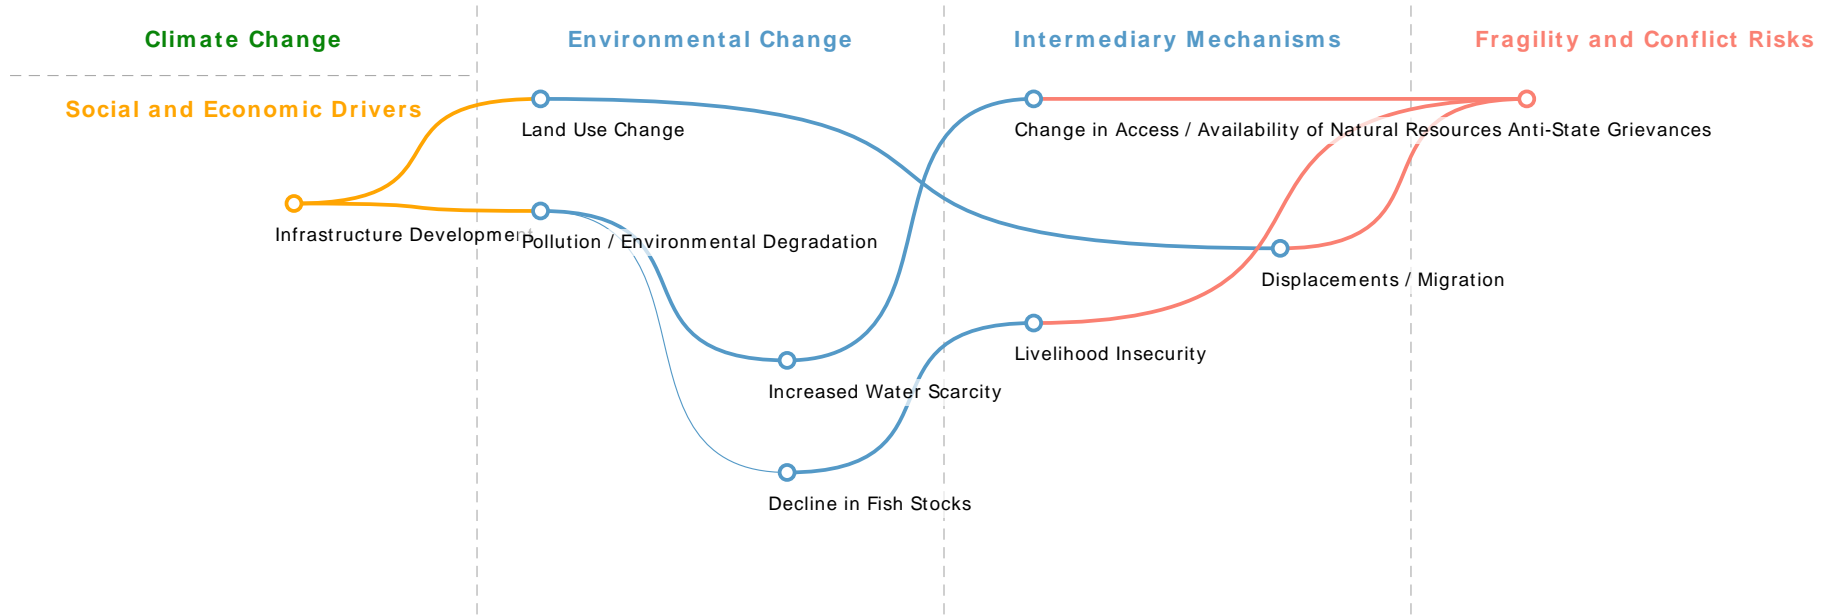 Climate Change
Environmental Change
Intermediary Mechanisms
Fragility and Conflict Risks
Social and Economic Drivers
Land Use Change
Change in Access / Availability of Natural Resources
Anti-State Grievances
Infrastructure Development
Pollution / Environmental Degradation
Displacements / Migration
Livelihood Insecurity
Increased Water Scarcity
Decline in Fish Stocks